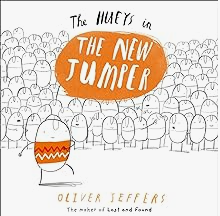 The HUEYS in
THE NEW
JUMPER
OLIVER JEFFERS
The maker of Lost and Found